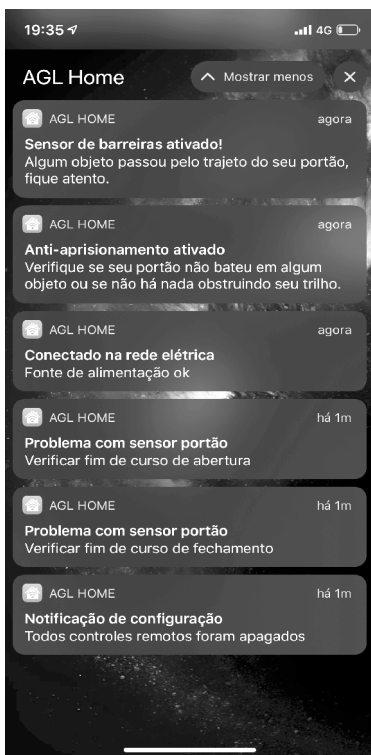 19:35 4G
AGL Home Mostrar menos
AGL HOME agora
Sensor de barreiras ativado!
Algum objeto passou pelo trajeto do seu portão,
fique atento.
AGL HOME agora
Anti-aprisionamento ativado
Verifique se seu portão não bateu em algum
objeto ou se não há nada obstruindo seu trilho.
AGL HOME agora
Conectado na rede elétrica
Fonte de alimentação ok
AGL HOME há 1m
Problema com sensor portão
Verificar fim de curso de abertura
AGL HOME há 1m
Problema com sensor portão
Verificar fim de curso de fechamento
AGL HOME há 1m
Notificação de configuração
Todos controles remotos foram apagados